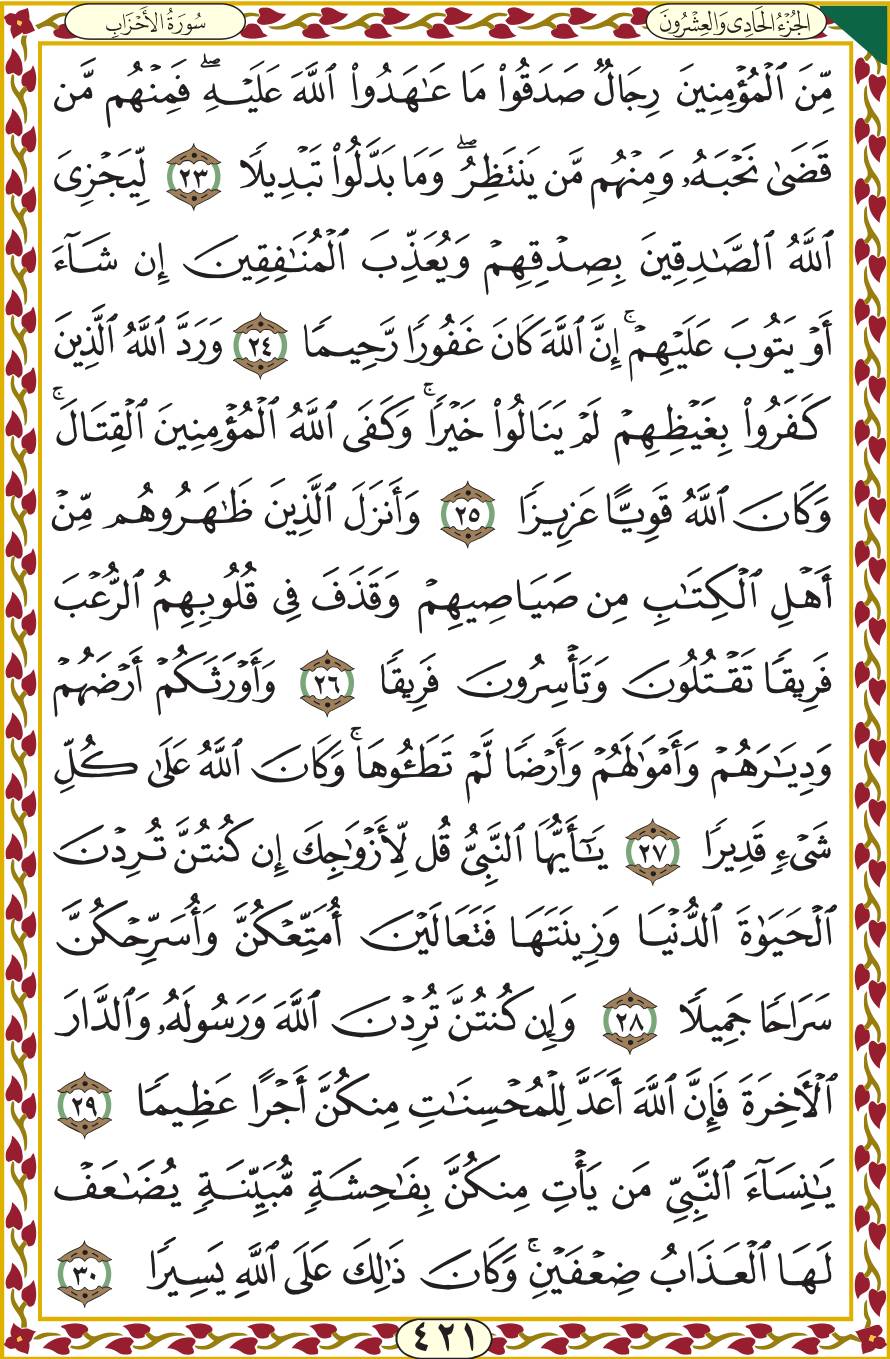 الجُزْءُ الحَادِى وَالعِشْرُونَ
سُورَةُ الأَحْزَابِ
مِّنَ ٱلْمُؤْمِنِينَ رِجَالٌ صَدَقُوا۟ مَا عَـٰهَدُوا۟ ٱللَّهَ عَلَيْهِ ۖ فَمِنْهُم مَّن
قَضَىٰ نَحْبَهُۥ وَمِنْهُم مَّن يَنتَظِرُ ۖ وَمَا بَدَّلُوا۟ تَبْدِيلًا ٢٣ لِّيَجْزِىَ
ٱللَّهُ ٱلصَّـٰدِقِينَ بِصِدْقِهِمْ وَيُعَذِّبَ ٱلْمُنَـٰفِقِينَ إِن شَآءَ
أَوْ يَتُوبَ عَلَيْهِمْ ۚ إِنَّ ٱللَّهَ كَانَ غَفُورًا رَّحِيمًا ٢٤ وَرَدَّ ٱللَّهُ ٱلَّذِينَ
كَفَرُوا۟ بِغَيْظِهِمْ لَمْ يَنَالُوا۟ خَيْرًا ۚ وَكَفَى ٱللَّهُ ٱلْمُؤْمِنِينَ ٱلْقِتَالَ ۚ
وَكَانَ ٱللَّهُ قَوِيًّا عَزِيزًا ٢٥ وَأَنزَلَ ٱلَّذِينَ ظَـٰهَرُوهُم مِّنْ
أَهْلِ ٱلْكِتَـٰبِ مِن صَيَاصِيهِمْ وَقَذَفَ فِى قُلُوبِهِمُ ٱلرُّعْبَ
فَرِيقًا تَقْتُلُونَ وَتَأْسِرُونَ فَرِيقًا ٢٦ وَأَوْرَثَكُمْ أَرْضَهُمْ
وَدِيَـٰرَهُمْ وَأَمْوَٰلَهُمْ وَأَرْضًا لَّمْ تَطَـُٔوهَا ۚ وَكَانَ ٱللَّهُ عَلَىٰ كُلِّ
شَىْءٍ قَدِيرًا ٢٧ يَـٰٓأَيُّهَا ٱلنَّبِىُّ قُل لِّأَزْوَٰجِكَ إِن كُنتُنَّ تُرِدْنَ
ٱلْحَيَوٰةَ ٱلدُّنْيَا وَزِينَتَهَا فَتَعَالَيْنَ أُمَتِّعْكُنَّ وَأُسَرِّحْكُنَّ
سَرَاحًا جَمِيلًا ٢٨ وَإِن كُنتُنَّ تُرِدْنَ ٱللَّهَ وَرَسُولَهُۥ وَٱلدَّارَ
ٱلْـَٔاخِرَةَ فَإِنَّ ٱللَّهَ أَعَدَّ لِلْمُحْسِنَـٰتِ مِنكُنَّ أَجْرًا عَظِيمًا ٢٩
يَـٰنِسَآءَ ٱلنَّبِىِّ مَن يَأْتِ مِنكُنَّ بِفَـٰحِشَةٍ مُّبَيِّنَةٍ يُضَـٰعَفْ
لَهَا ٱلْعَذَابُ ضِعْفَيْنِ ۚ وَكَانَ ذَٰلِكَ عَلَى ٱللَّهِ يَسِيرًا ٣٠
٤٢١